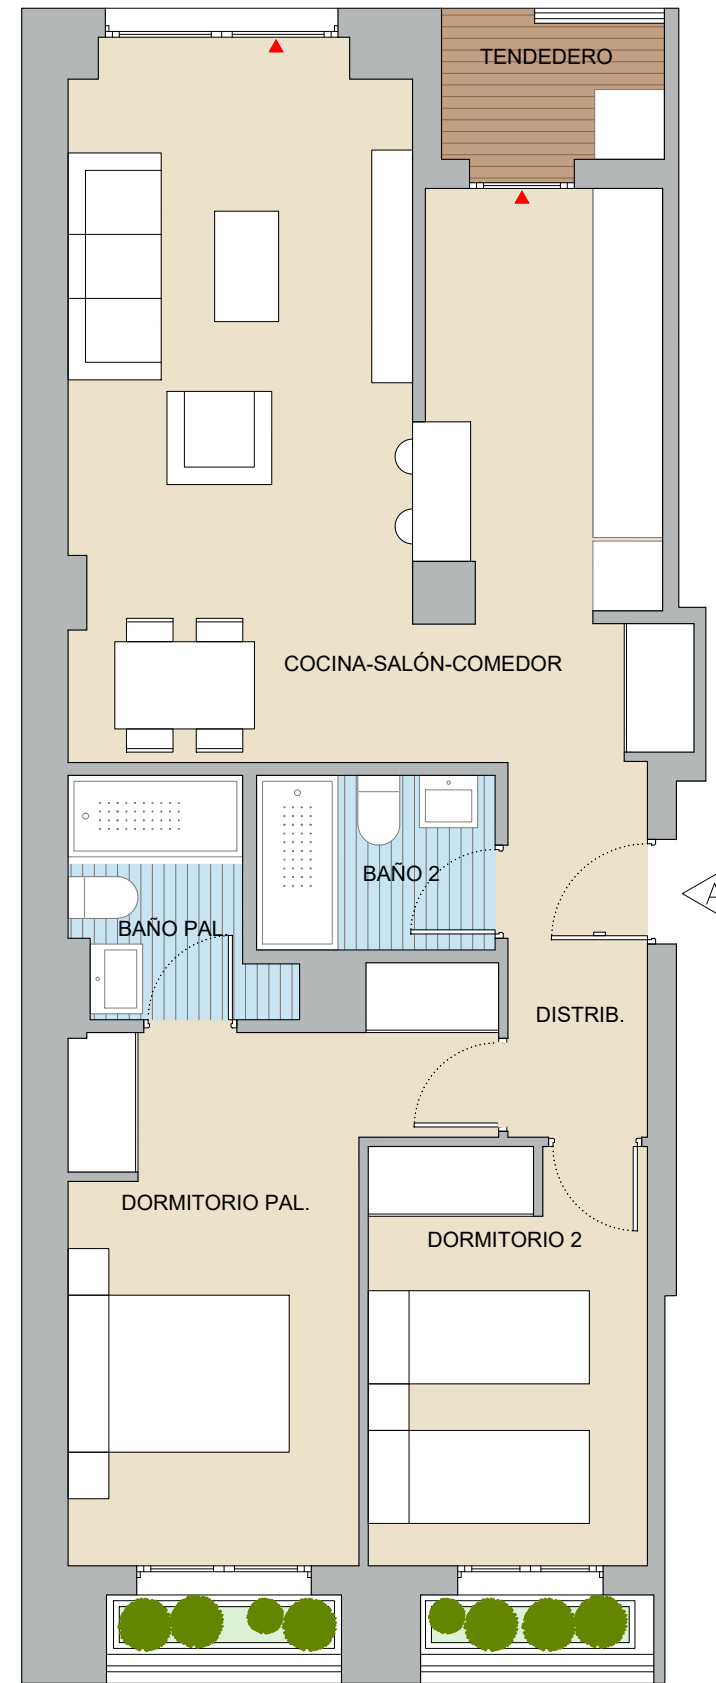 TENDEDERO
COCINA-SALÓN-COMEDOR
BAÑO 2
A
BAÑO PAL.
DISTRIB.
DORMITORIO PAL.
DORMITORIO 2